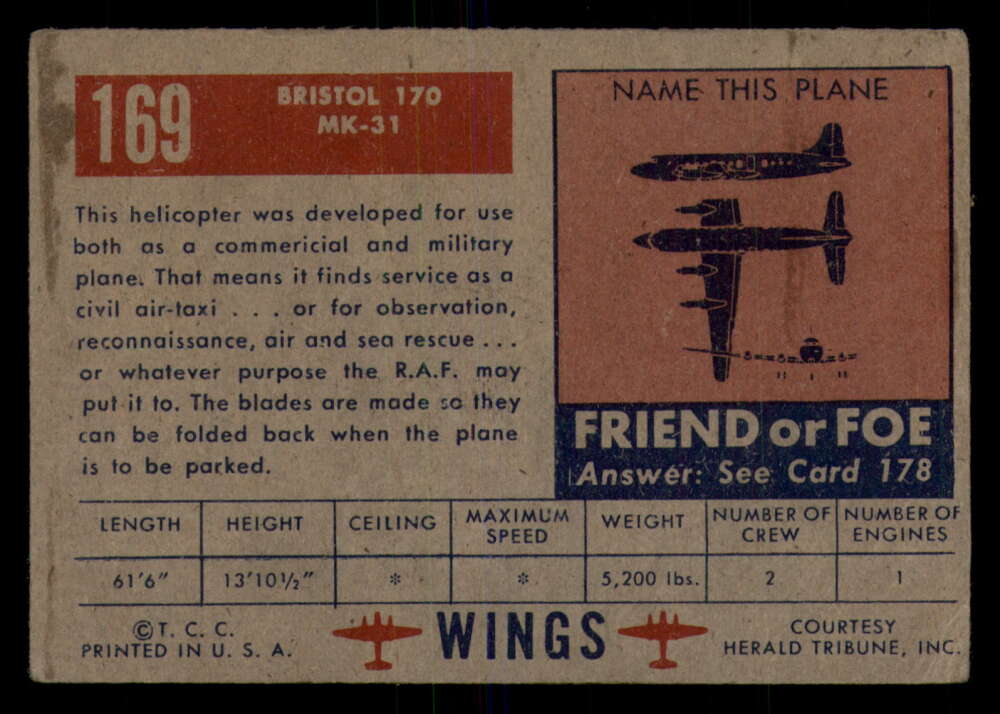 169
BRISTOL 170
MK-31
This helicopter was developed for use
both as a commericial and military
plane. That means it finds service as a
civil air-taxi . . . or for observation,
reconnaissance, air and sea rescue . . .
or whatever purpose the R.A.F. may
put it to. The blades are made so they
can be folded back when the plane
is to be parked.
NAME THIS PLANE
FRIEND or FOE
Answer: See Card 178
LENGTH HEIGHT CEILING MAXIMUM SPEED WEIGHT NUMBER OF CREW NUMBER OF ENGINES
61'6" 13'10½" * * 5,200 lbs. 2 1
©T. C. C.
PRINTED IN U. S. A.
WINGS
COURTESY
HERALD TRIBUNE, INC.